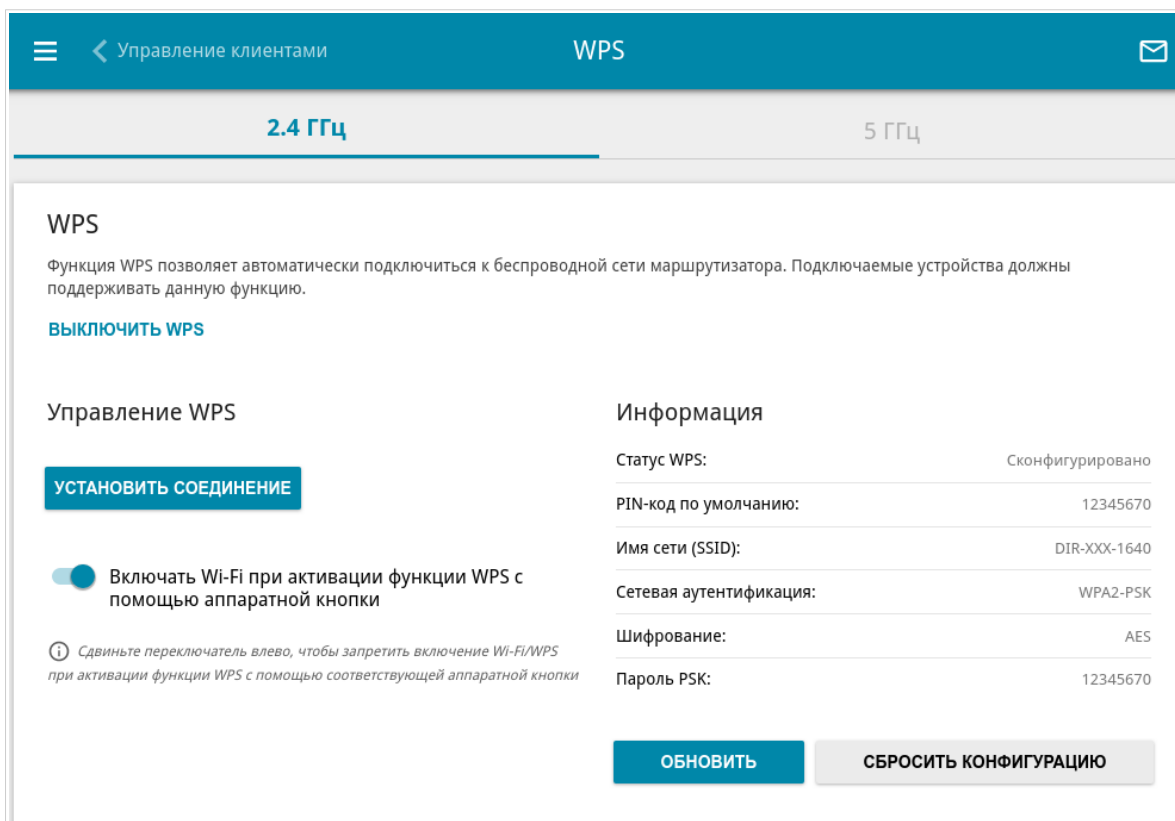 Управление клиентами
WPS
2.4 ГГц
5 ГГц
WPS
Функция WPS позволяет автоматически подключиться к беспроводной сети маршрутизатора. Подключаемые устройства должны
поддерживать данную функцию.
ВЫКЛЮЧИТЬ WPS
Управление WPS
УСТАНОВИТЬ СОЕДИНЕНИЕ
Включать Wi-Fi при активации функции WPS с
помощью аппаратной кнопки
Сдвиньте переключатель влево, чтобы запретить включение Wi-Fi/WPS
при активации функции WPS с помощью соответствующей аппаратной кнопки
Информация
Статус WPS: Сконфигурировано
PIN-код по умолчанию: 12345670
Имя сети (SSID): DIR-XXX-1640
Сетевая аутентификация: WPA2-PSK
Шифрование: AES
Пароль PSK: 12345670
ОБНОВИТЬ
СБРОСИТЬ КОНФИГУРАЦИЮ